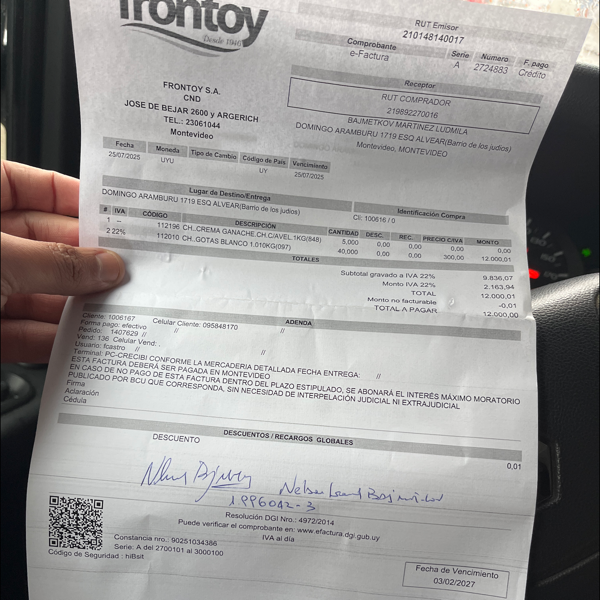 frontoy
Desde 1946
RUT Emisor
210148140017
Comprobante Serie Numero F. pago
e-Factura A 2724883 Crédito
Receptor
RUT COMPRADOR
219892270016
BAJMETKOV MARTINEZ LUDMILA
DOMINGO ARAMBURU 1719 ESQ ALVEAR(Barrio de los judios)
Montevideo, MONTEVIDEO
FRONTOY S.A.
CND
JOSE DE BEJAR 2600 y ARGERICH
TEL.: 23061044
Montevideo
Fecha Moneda Tipo de Cambio Código de Pais Vencimiento
25/07/2025 UYU UY 25/07/2025
Lugar de Destino/Entrega Identificación Compra
DOMINGO ARAMBURU 1719 ESQ ALVEAR(Barrio de los judios) Cli: 100616 / 0
# IVA CÓDIGO DESCRIPCIÓN CANTIDAD DESC. REC. PRECIO C/IVA MONTO
1 -- 112196 CH..CREMA GANACHE.CH.C/AVEL.1KG(848) 5,000 0,00 0,00 0,00 0,00
2 22% 112010 CH..GOTAS BLANCO 1.010KG(097) 40,000 0,00 0,00 300,00 12.000,01
TOTALES
Subtotal gravado a IVA 22% 9.836,07
Monto IVA 22% 2.163,94
TOTAL 12.000,01
Monto no facturable -0,01
TOTAL A PAGAR 12.000,00
ADENDA
Cliente: 1006167 Celular Cliente: 095848170
Forma pago: efectivo //
Pedido: 1407629 //
Vend: 136 Celular Vend: .
Usuario: fcastro // //
Terminal: PC-CRECIBI CONFORME LA MERCADERIA DETALLADA FECHA ENTREGA: //
ESTA FACTURA DEBERÁ SER PAGADA EN MONTEVIDEO
EN CASO DE NO PAGO DE ESTA FACTURA DENTRO DEL PLAZO ESTIPULADO, SE ABONARÁ EL INTERÉS MÁXIMO MORATORIO
PUBLICADO POR BCU QUE CORRESPONDA, SIN NECESIDAD DE INTERPELACIÓN JUDICIAL NI EXTRAJUDICIAL
Firma
Aclaración
Cédula
DESCUENTOS / RECARGOS GLOBALES
DESCUENTO 0,01
1996042-3
Resolución DGI Nro.: 4972/2014
Puede verificar el comprobante en: www.efactura.dgi.gub.uy
IVA al día
Constancia nro.: 90251034386
Serie: A del 2700101 al 3000100
Código de Seguridad : hiBsit
Fecha de Vencimiento
03/02/2027